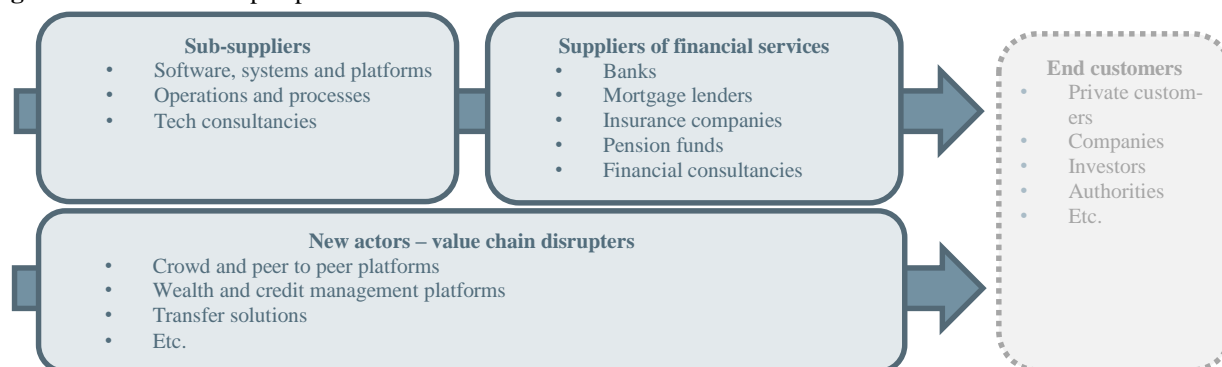 Sub-suppliers
• Software, systems and platforms
• Operations and processes
• Tech consultancies
Suppliers of financial services
• Banks
• Mortgage lenders
• Insurance companies
• Pension funds
• Financial consultancies
End customers
• Private custom-
ers
• Companies
• Investors
• Authorities
• Etc.
New actors – value chain disrupters
• Crowd and peer to peer platforms
• Wealth and credit management platforms
• Transfer solutions
• Etc.